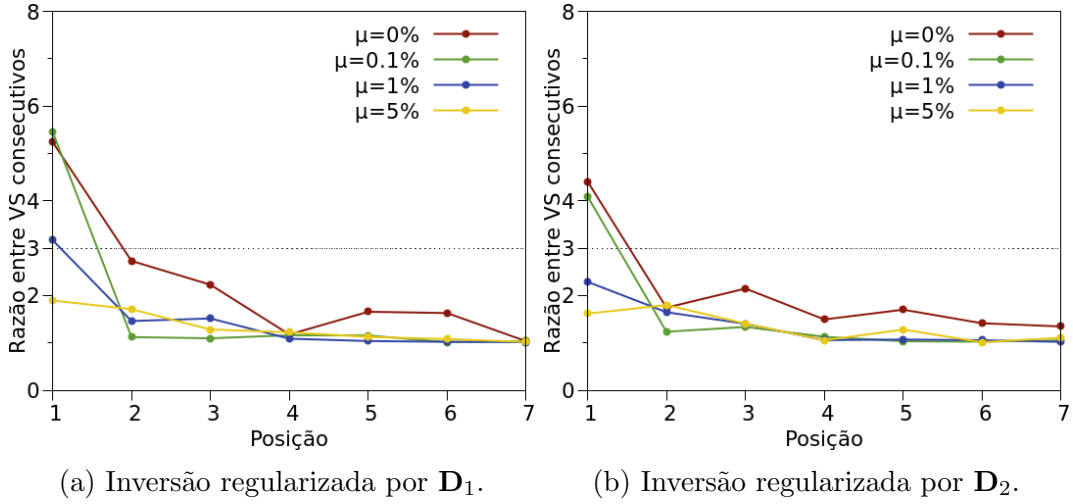 Razão entre VS consecutivos
8
6
4
3
2
0
μ=0%
μ=0.1%
μ=1%
μ=5%
1 2 3 4 5 6 7
Posição
(a) Inversão regularizada por D₁.
Razão entre VS consecutivos
8
6
4
3
2
0
μ=0%
μ=0.1%
μ=1%
μ=5%
1 2 3 4 5 6 7
Posição
(b) Inversão regularizada por D₂.